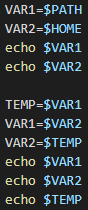 VAR1=$PATH
VAR2=$HOME
echo $VAR1
echo $VAR2

TEMP=$VAR1
VAR1=$VAR2
VAR2=$TEMP
echo $VAR1
echo $VAR2
echo $TEMP